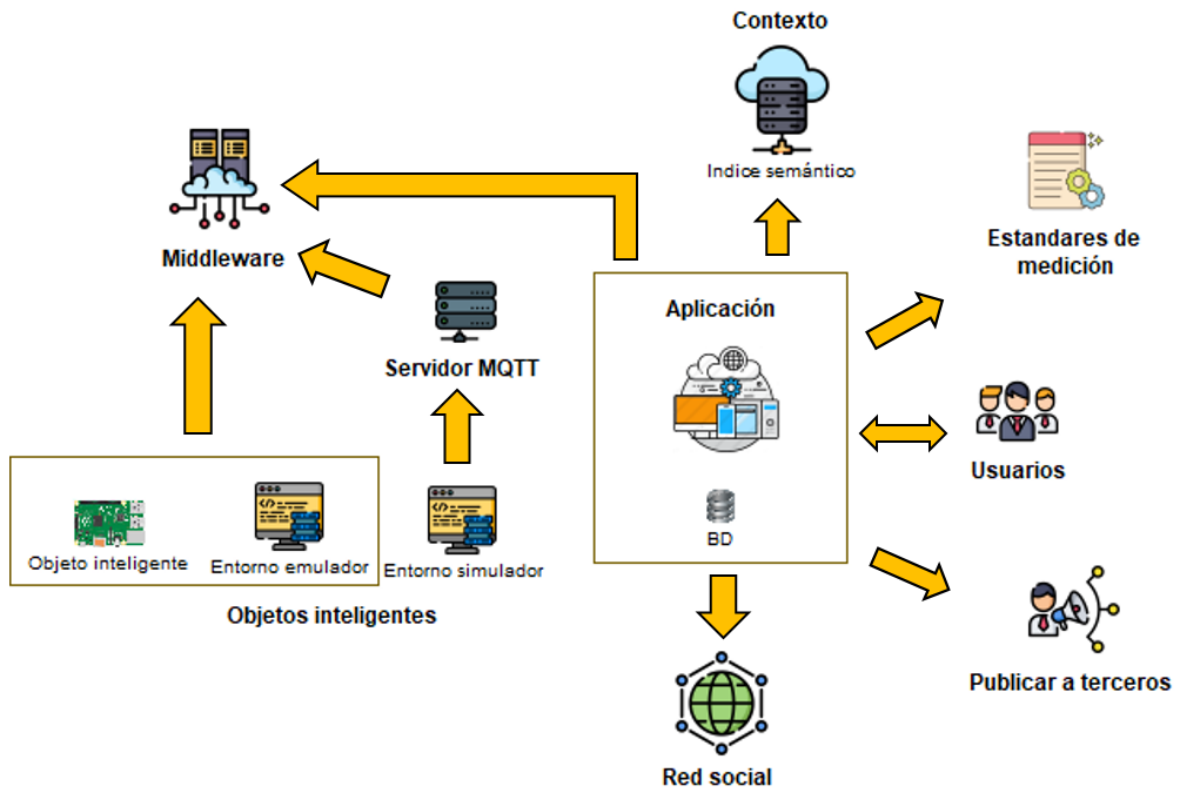 Contexto
Indice semántico
Middleware
Estandares de
medición
Aplicación
Servidor MQTT
Usuarios
BD
Objeto inteligente
Entorno emulador
Entorno simulador
Objetos inteligentes
Publicar a terceros
Red social